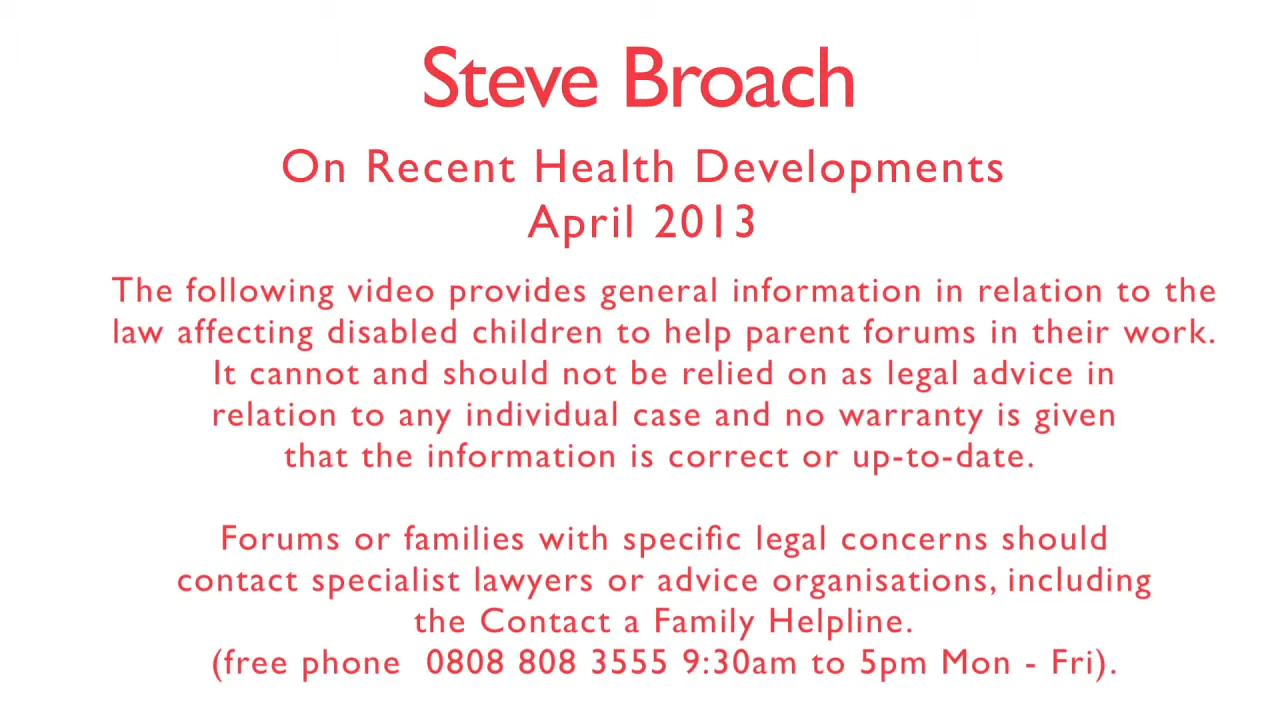 Steve Broach
On Recent Health Developments
April 2013
The following video provides general information in relation to the
law affecting disabled children to help parent forums in their work.
It cannot and should not be relied on as legal advice in
relation to any individual case and no warranty is given
that the information is correct or up-to-date.
Forums or families with specific legal concerns should
contact specialist lawyers or advice organisations, including
the Contact a Family Helpline.
(free phone  0808 808 3555 9:30am to 5pm Mon - Fri).